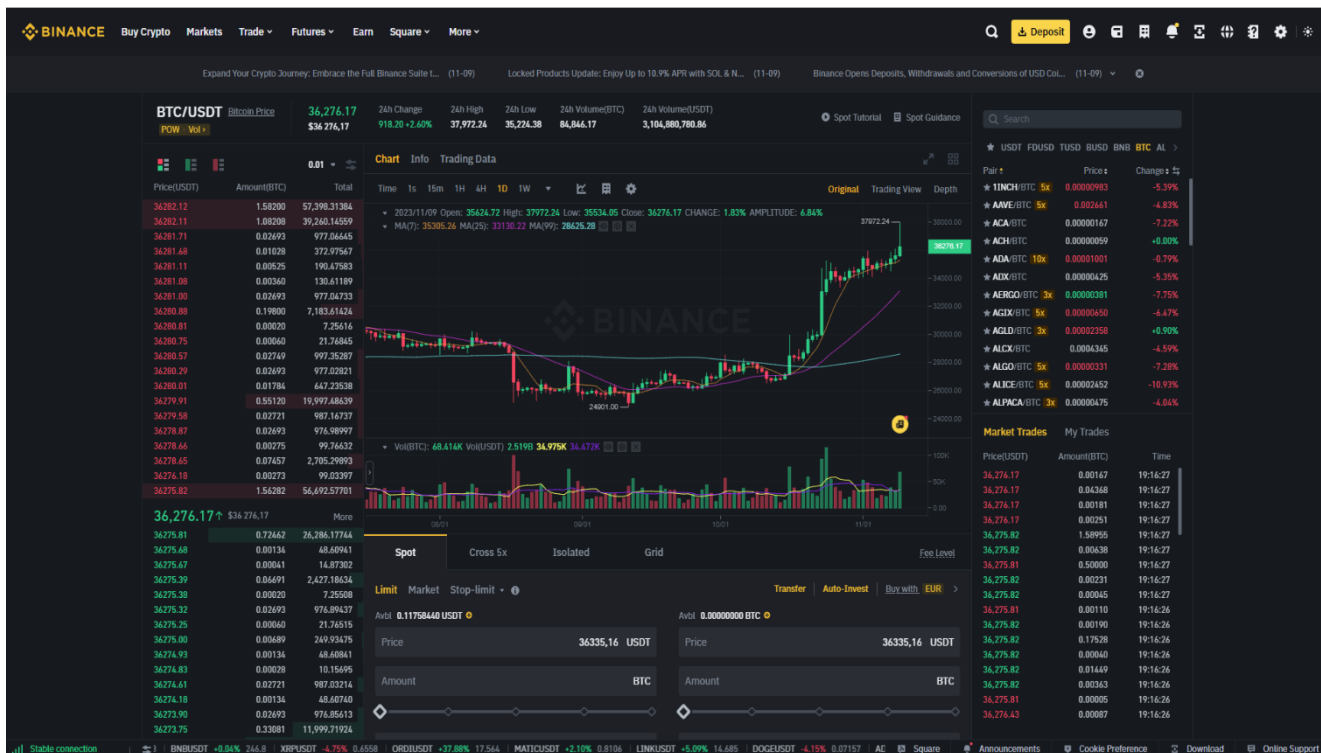 BINANCE Buy Crypto Markets Trade Futures Earn Square More Deposit
Expand Your Crypto Journey: Embrace the Full Binance Suite t... (11-09) Locked Products Update: Enjoy Up to 10.9% APR with SOL & N... (11-09) Binance Opens Deposits, Withdrawals and Conversions of USD Coi... (11-09)
BTC/USDT Bitcoin Price
POW Vol
36,276.17
$36 276,17
24h Change
918.20 +2.60%
24h High
37,972.24
24h Low
35,224.38
24h Volume(BTC)
84,846.17
24h Volume(USDT)
3,104,880,780.86
Spot Tutorial Spot Guidance
0.01
Price(USDT) Amount(BTC) Total
36282.12 1.58200 57,398.31384
36282.11 1.08208 39,260.14559
36281.71 0.02693 977.06645
36281.68 0.01028 372.97567
36281.11 0.00525 190.47583
36281.08 0.00360 130.61189
36281.00 0.02693 977.04733
36280.88 0.19800 7,183.61424
36280.81 0.00020 7.25616
36280.75 0.00060 21.76845
36280.57 0.02749 997.35287
36280.29 0.02693 977.02821
36280.01 0.01784 647.23538
36279.91 0.55120 19,997.48639
36279.58 0.02721 987.16737
36278.87 0.02693 976.98997
36278.66 0.00275 99.76632
36278.65 0.07457 2,705.29893
36276.18 0.00273 99.03397
36275.82 1.56282 56,692.57701
36,276.17↑ $36 276,17 More
36275.81 0.72462 26,286.17744
36275.68 0.00134 48.60941
36275.67 0.00041 14.87302
36275.39 0.06691 2,427.18634
36275.38 0.00020 7.25508
36275.32 0.02693 976.89437
36275.25 0.00060 21.76515
36275.00 0.00689 249.93475
36274.93 0.00134 48.60841
36274.83 0.00028 10.15695
36274.61 0.02721 987.03214
36274.18 0.00134 48.60740
36273.90 0.02693 976.85613
36273.75 0.33081 11,999.71924
Chart Info Trading Data
Time 1s 15m 1H 4H 1D 1W Original Trading View Depth
2023/11/09 Open: 35624.72 High: 37972.24 Low: 35534.05 Close: 36276.17 CHANGE: 1.83% AMPLITUDE: 6.84%
MA(7): 35305.26 MA(25): 33130.22 MA(99): 28625.28
37972.24
36000.00
36276.17
34000.00
32000.00
BINANCE
30000.00
28000.00
26000.00
24901.00
24000.00
Vol(BTC): 68.414K Vol(USDT) 2.519B 34.975K 34.472K
100K
50K
0.00
08/01 09/01 10/01 11/01
Spot Cross 5x Isolated Grid Fee Level
Limit Market Stop-limit Transfer Auto-Invest Buy with EUR
Avbl 0.11758440 USDT Avbl 0.00000000 BTC
Price 36335,16 USDT Price 36335,16 USDT
Amount BTC Amount BTC
Search
USDT FDUSD TUSD BUSD BNB BTC AL
Pair Price Change
1INCH/BTC 5x 0.00000983 -5.39%
AAVE/BTC 5x 0.002661 -4.83%
ACA/BTC 0.00000167 -7.22%
ACH/BTC 0.00000059 +0.00%
ADA/BTC 10x 0.00001001 -0.79%
ADX/BTC 0.00000425 -5.35%
AERGO/BTC 3x 0.00000381 -7.75%
AGIX/BTC 5x 0.00000650 -6.47%
AGLD/BTC 3x 0.00002358 +0.90%
ALCX/BTC 0.0004345 -4.59%
ALGO/BTC 5x 0.00000331 -7.28%
ALICE/BTC 5x 0.00002452 -10.93%
ALPACA/BTC 3x 0.00000475 -4.04%
Market Trades My Trades
Price(USDT) Amount(BTC) Time
36,276.17 0.00167 19:16:27
36,276.17 0.04368 19:16:27
36,276.17 0.00181 19:16:27
36,276.17 0.00251 19:16:27
36,275.82 1.58955 19:16:27
36,275.82 0.00638 19:16:27
36,275.81 0.50000 19:16:27
36,275.82 0.00231 19:16:27
36,275.82 0.00045 19:16:27
36,275.81 0.00110 19:16:26
36,275.82 0.00190 19:16:26
36,275.82 0.17528 19:16:26
36,275.82 0.00040 19:16:26
36,275.82 0.01449 19:16:26
36,275.82 0.00363 19:16:26
36,275.81 0.00005 19:16:26
36,276.43 0.00087 19:16:26
Stable connection BNBUSDT +0.04% 246.8 XRPUSDT -4.75% 0.6558 ORDIUSDT +37.88% 17.564 MATICUSDT +2.10% 0.8106 LINKUSDT +5.09% 14.685 DOGEUSDT -4.15% 0.07157 Square Announcements Cookie Preference Download Online Support